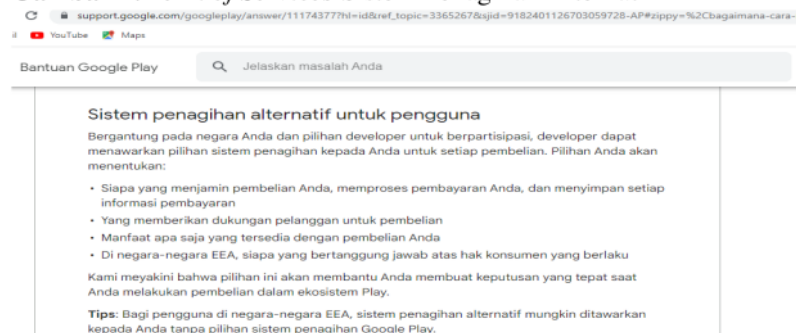 support.google.com/googleplay/answer/11174377?hl=id&ref_topic=3365267&sjid=9182401126703059728-AP#zippy=%2Cbagaimana-cara-
YouTube Maps
Bantuan Google Play Jelaskan masalah Anda
Sistem penagihan alternatif untuk pengguna
Bergantung pada negara Anda dan pilihan developer untuk berpartisipasi, developer dapat
menawarkan pilihan sistem penagihan kepada Anda untuk setiap pembelian. Pilihan Anda akan
menentukan:
• Siapa yang menjamin pembelian Anda, memproses pembayaran Anda, dan menyimpan setiap
informasi pembayaran
• Yang memberikan dukungan pelanggan untuk pembelian
• Manfaat apa saja yang tersedia dengan pembelian Anda
• Di negara-negara EEA, siapa yang bertanggung jawab atas hak konsumen yang berlaku
Kami meyakini bahwa pilihan ini akan membantu Anda membuat keputusan yang tepat saat
Anda melakukan pembelian dalam ekosistem Play.
Tips: Bagi pengguna di negara-negara EEA, sistem penagihan alternatif mungkin ditawarkan
kepada Anda tanpa pilihan sistem penagihan Google Play.